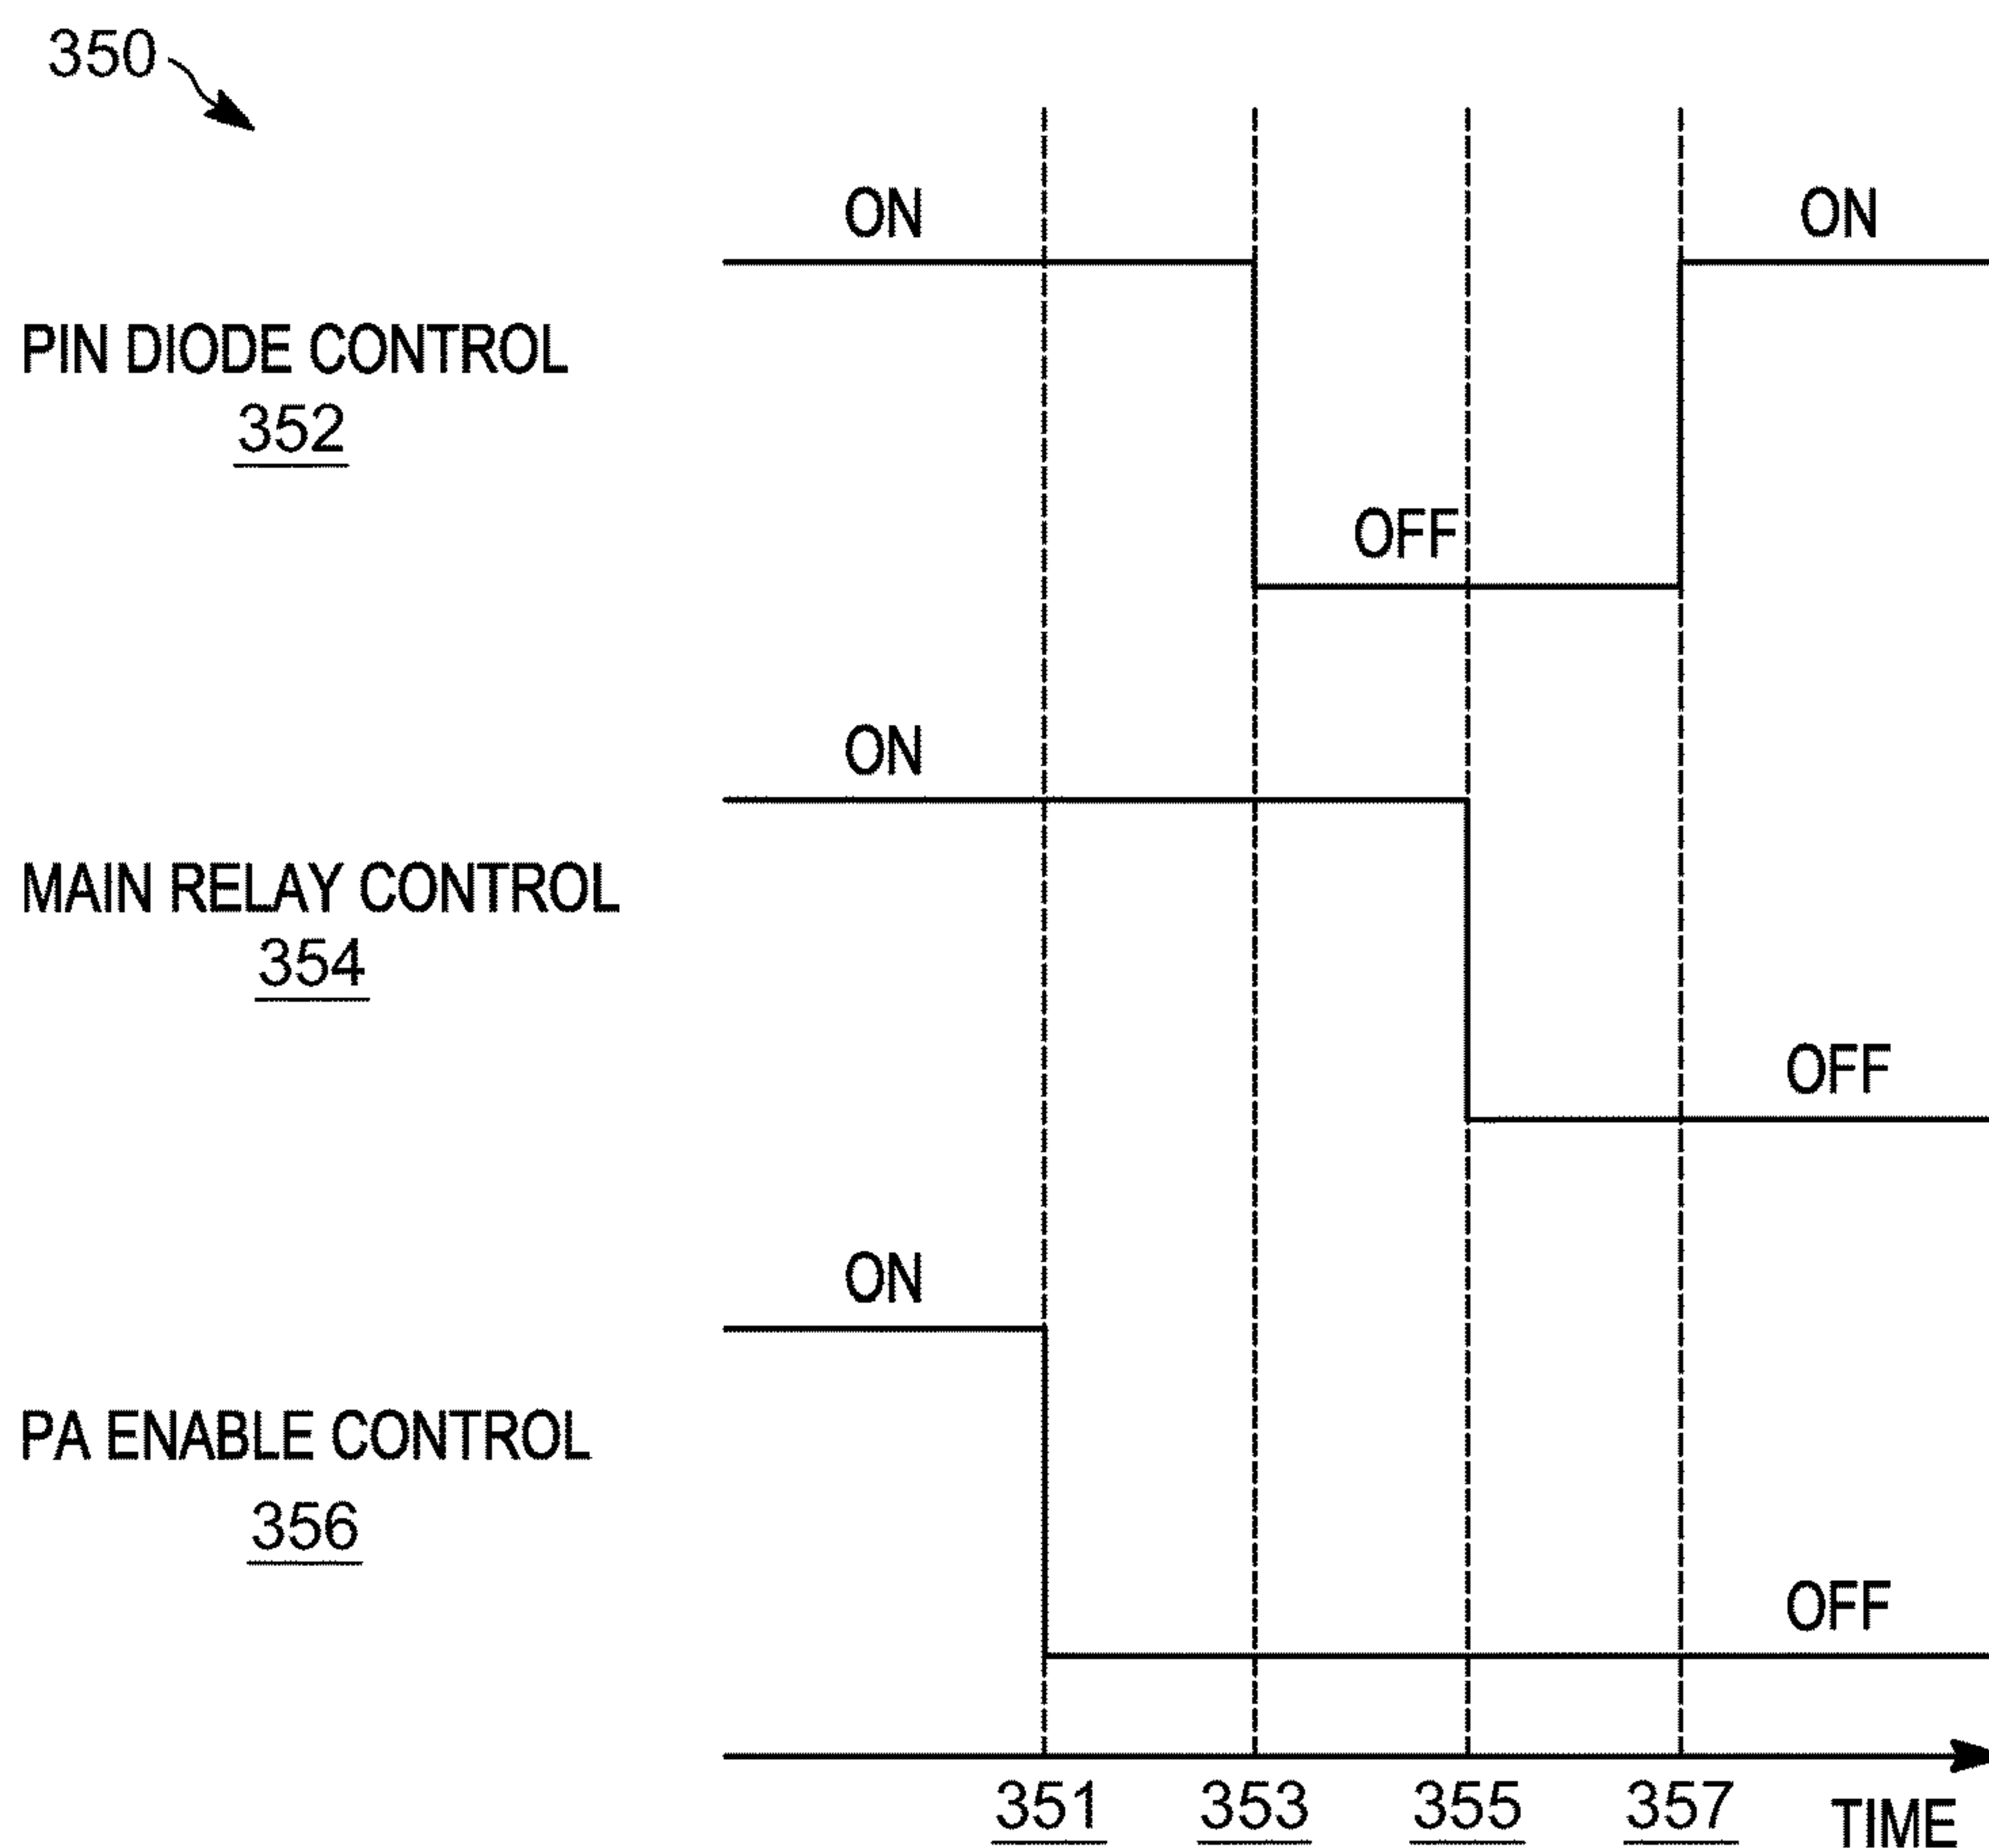 350
ON
ON
PIN DIODE CONTROL
352
OFF
ON
MAIN RELAY CONTROL
354
OFF
ON
PA ENABLE CONTROL
356
OFF
351 353 355 357 TIME